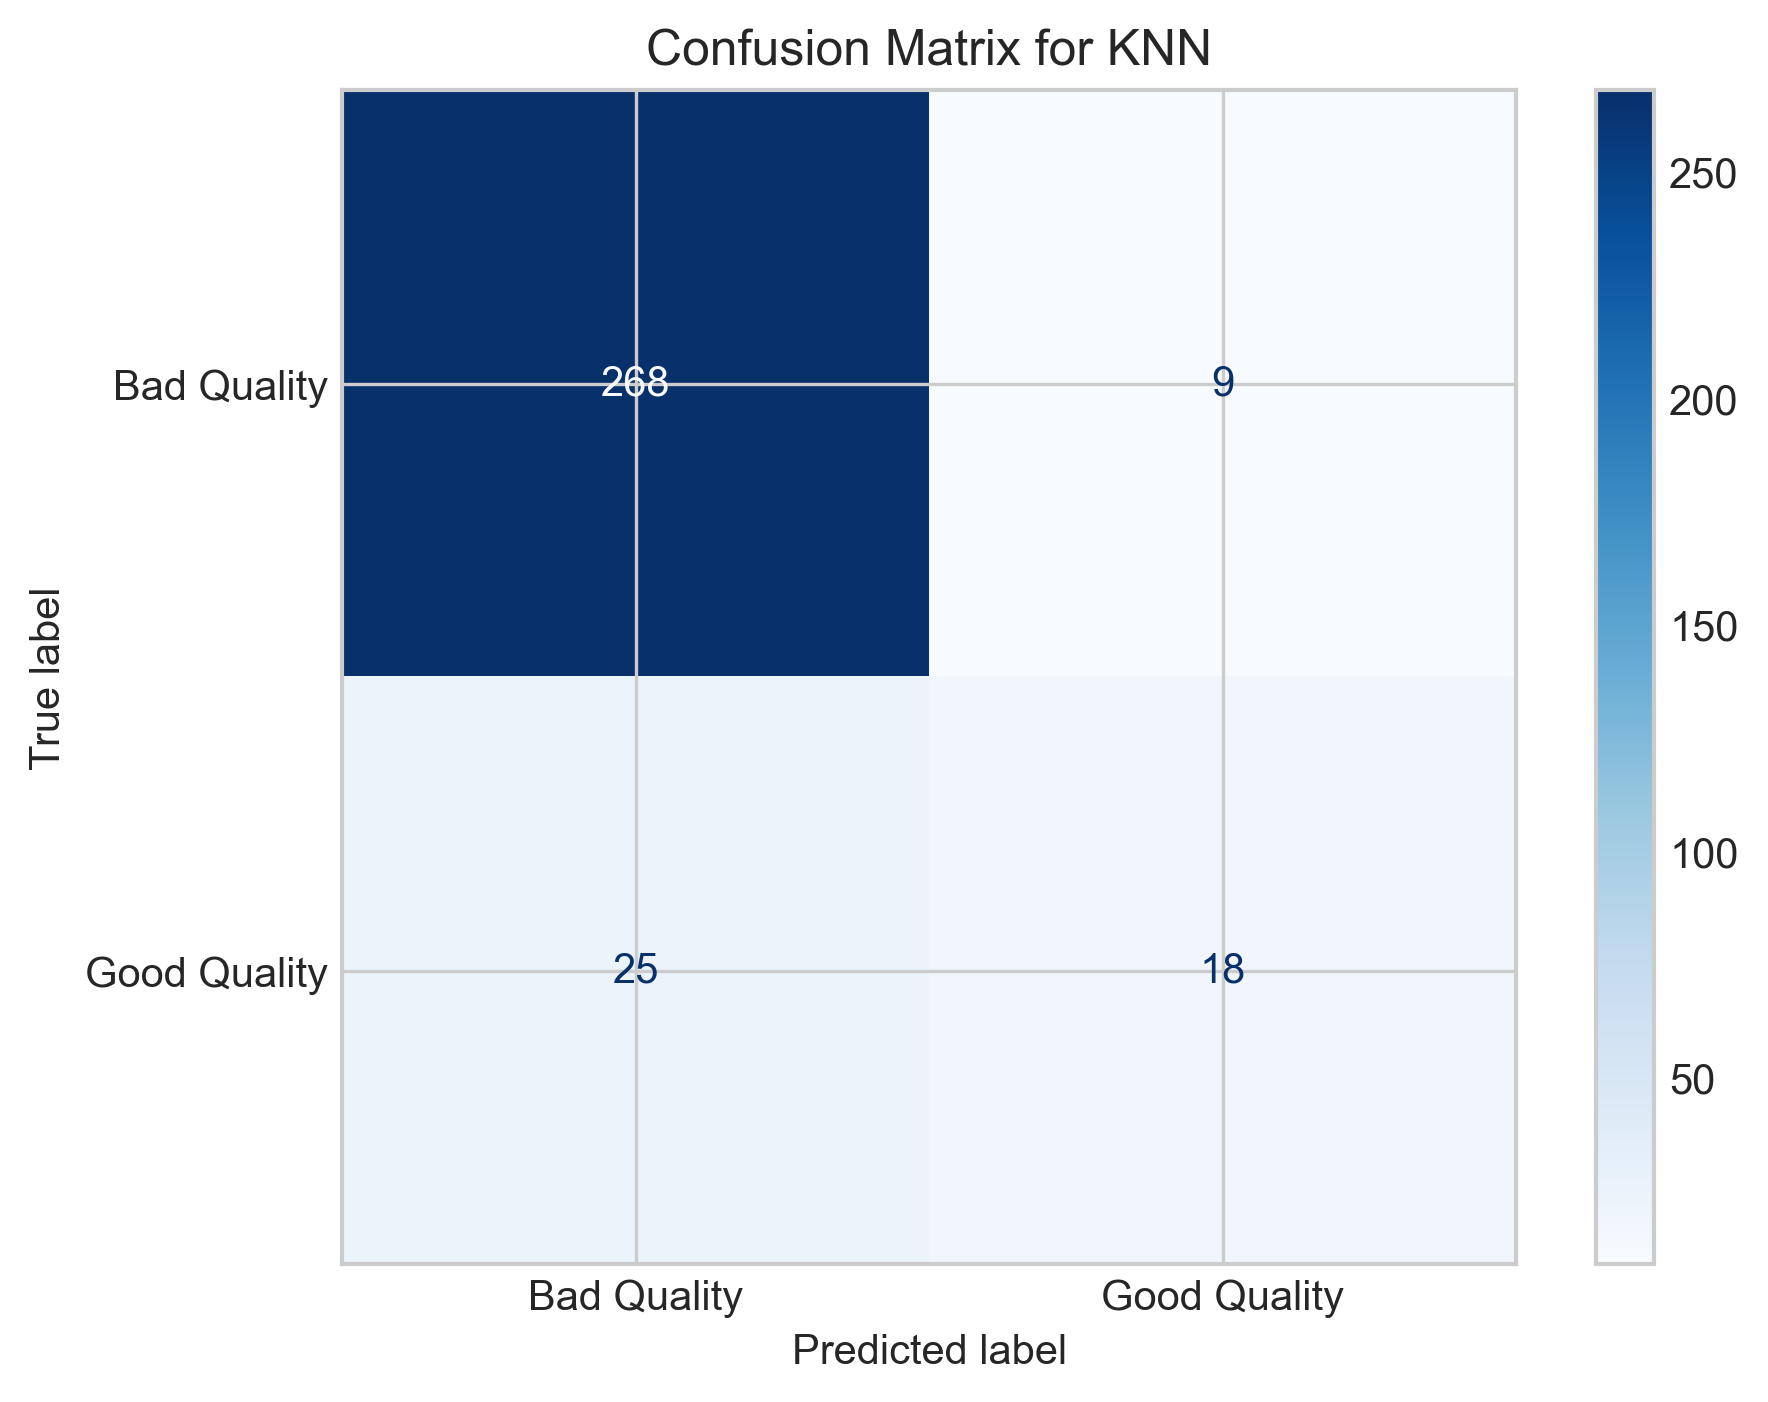 Confusion Matrix for KNN
True label
Bad Quality
Good Quality
268
9
25
18
Bad Quality
Good Quality
Predicted label
250
200
150
100
50